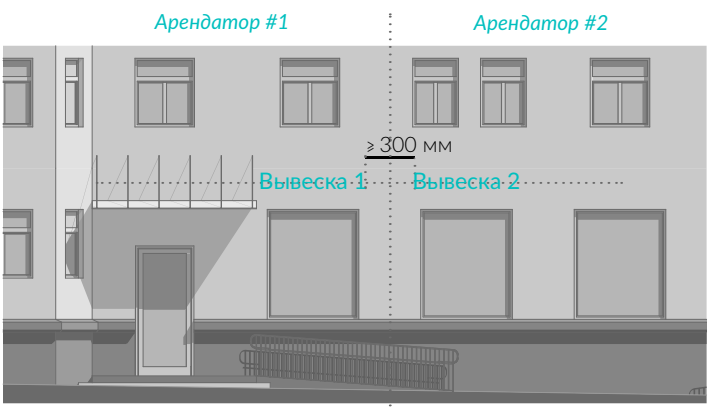 Арендатор #1
Арендатор #2
⩾ 300 мм
Вывеска 1
Вывеска 2